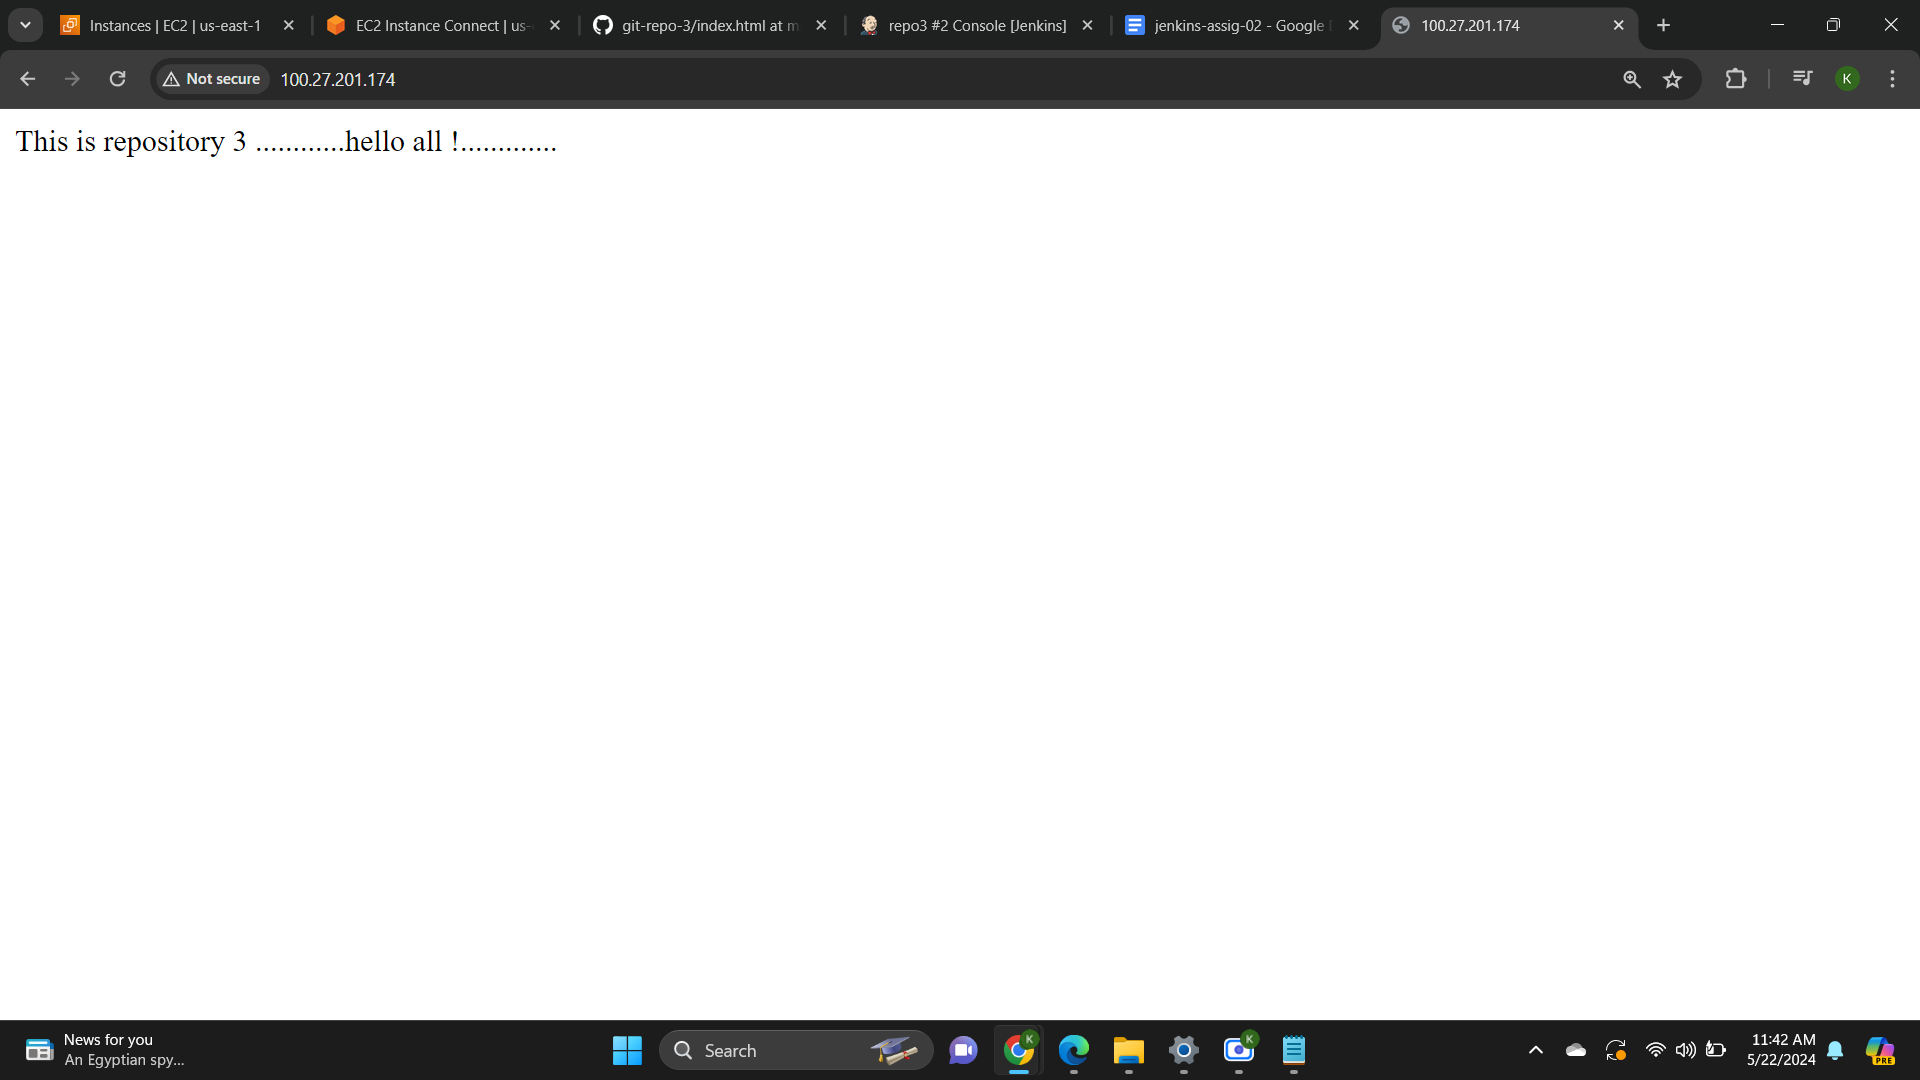 Instances | EC2 | us-east-1
EC2 Instance Connect | us-
git-repo-3/index.html at m
repo3 #2 Console [Jenkins]
jenkins-assig-02 - Google
100.27.201.174
Not secure
100.27.201.174
K
This is repository 3 ............hello all !.............
News for you
An Egyptian spy...
Search
K
K
11:42 AM
5/22/2024
PRE